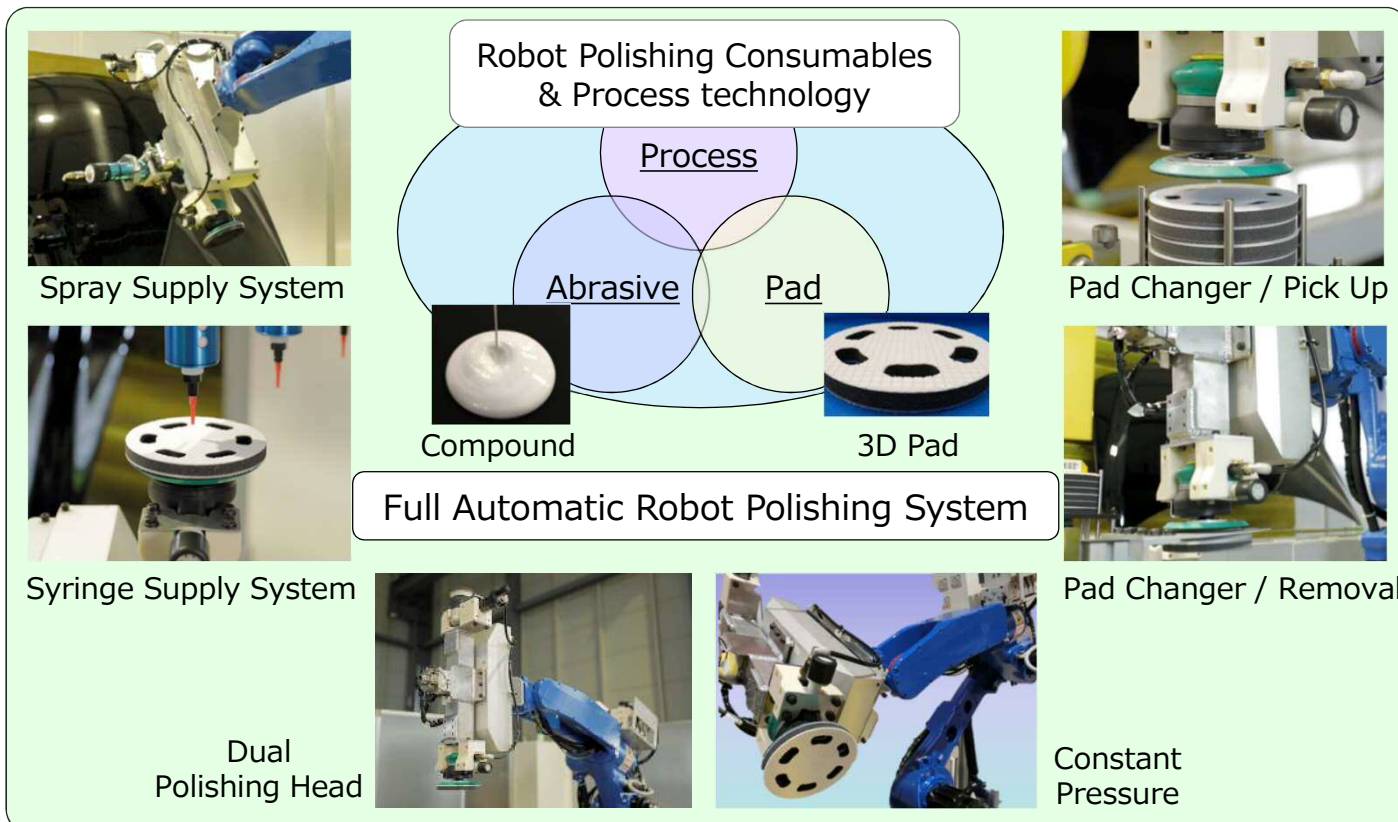 Robot Polishing Consumables
& Process technology
Process
Abrasive
Pad
Spray Supply System
Pad Changer / Pick Up
Compound
3D Pad
Full Automatic Robot Polishing System
Syringe Supply System
Pad Changer / Removal
Dual
Polishing Head
Constant
Pressure